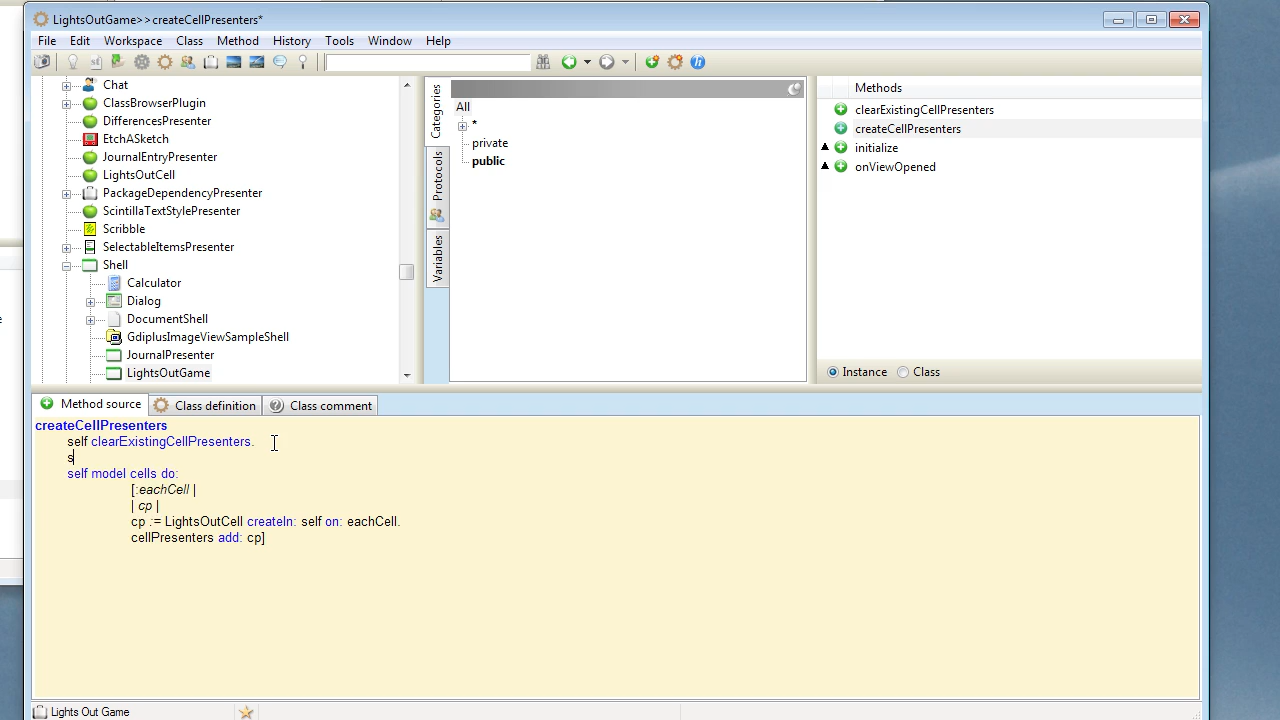 LightsOutGame>>createCellPresenters*
File Edit Workspace Class Method History Tools Window Help
Chat
ClassBrowserPlugin
DifferencesPresenter
EtchASketch
JournalEntryPresenter
LightsOutCell
PackageDependencyPresenter
ScintillaTextStylePresenter
Scribble
SelectableItemsPresenter
Shell
Calculator
Dialog
DocumentShell
GdiplusImageViewSampleShell
JournalPresenter
LightsOutGame
Categories
Protocols
Variables
All
*
private
public
Methods
clearExistingCellPresenters
createCellPresenters
initialize
onViewOpened
Instance Class
Method source Class definition Class comment
createCellPresenters
self clearExistingCellPresenters.
s
self model cells do:
[:eachCell |
| cp |
cp := LightsOutCell createIn: self on: eachCell.
cellPresenters add: cp]
Lights Out Game